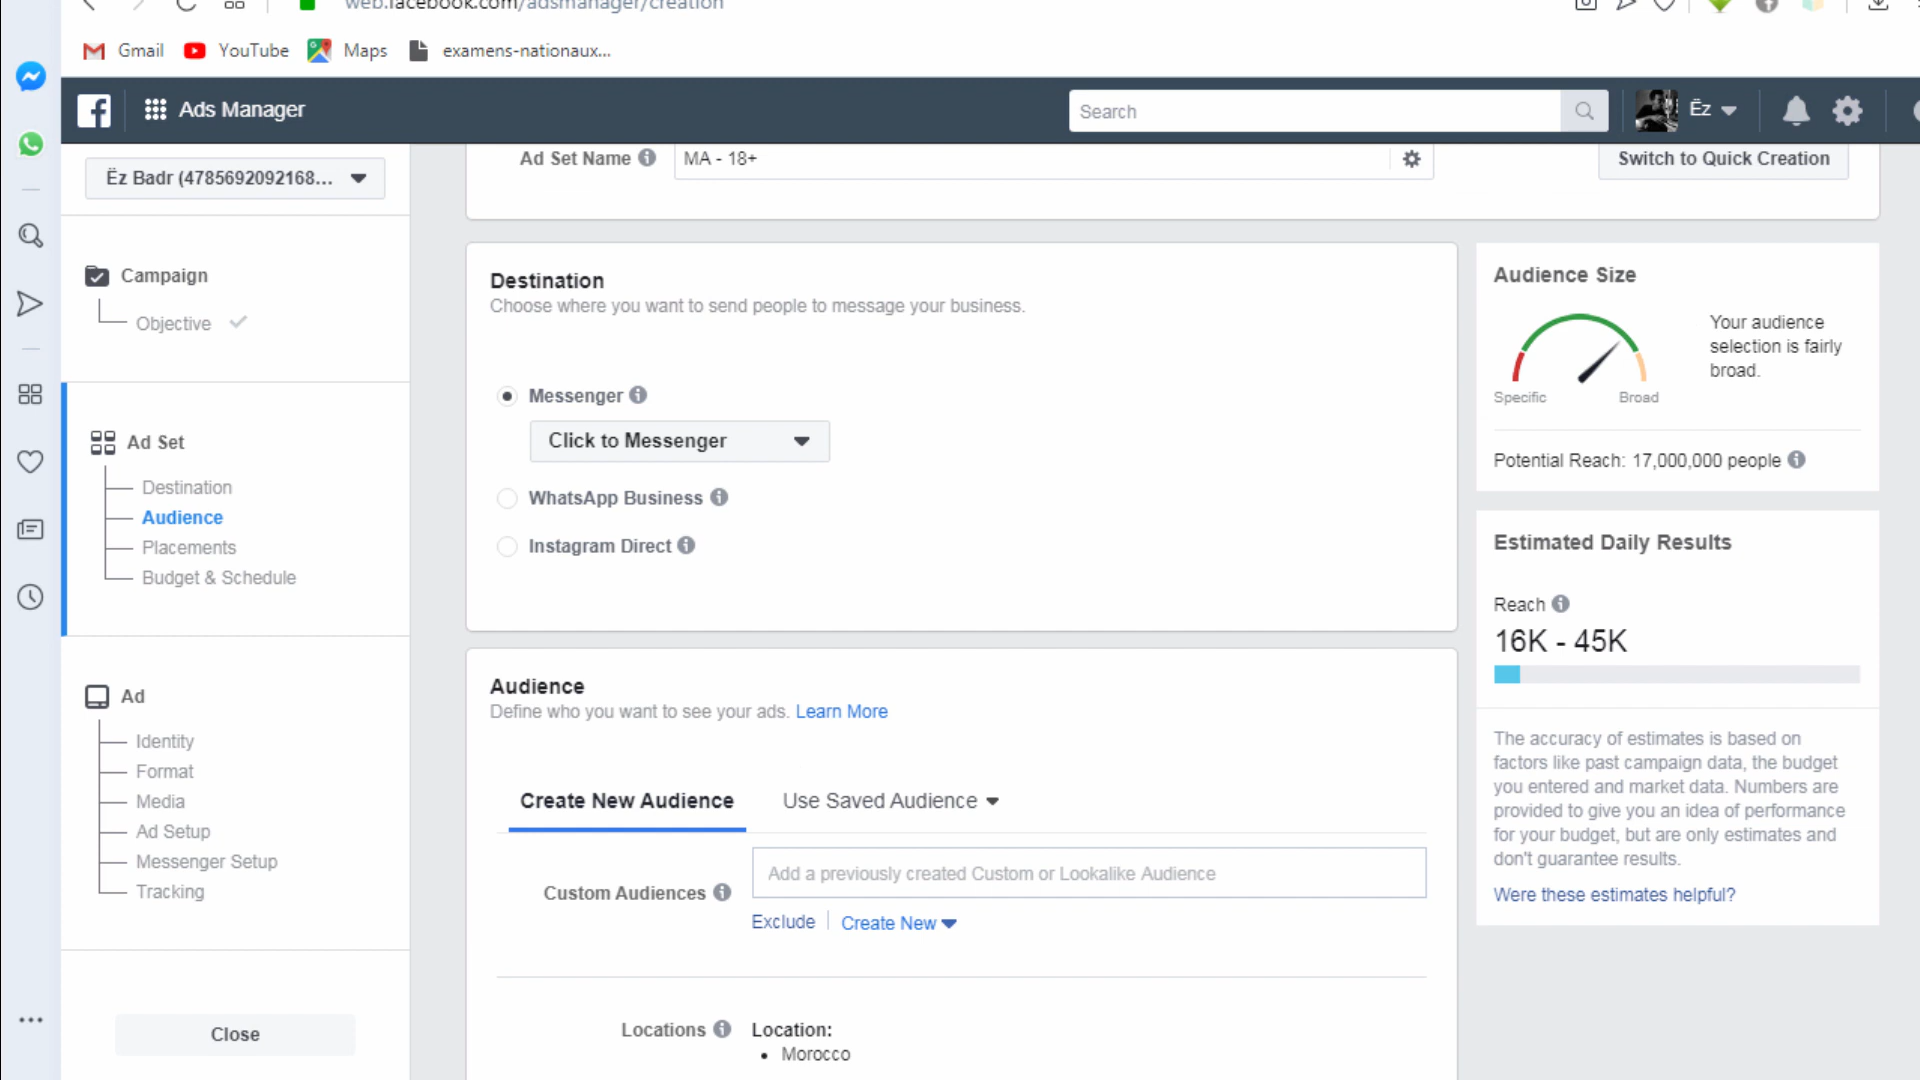 web.facebook.com/adsmanager/creation
Gmail
YouTube
Maps
examens-nationaux...
Ads Manager
Search
Ëz
Ëz Badr (4785692092168...
Ad Set Name
MA - 18+
Switch to Quick Creation
Campaign
Objective
Ad Set
Destination
Audience
Placements
Budget & Schedule
Ad
Identity
Format
Media
Ad Setup
Messenger Setup
Tracking
Close
Destination
Choose where you want to send people to message your business.
Messenger
Click to Messenger
WhatsApp Business
Instagram Direct
Audience
Define who you want to see your ads. Learn More
Create New Audience
Use Saved Audience
Custom Audiences
Add a previously created Custom or Lookalike Audience
Exclude
Create New
Locations
Location:
• Morocco
Audience Size
Your audience
selection is fairly
broad.
Specific
Broad
Potential Reach: 17,000,000 people
Estimated Daily Results
Reach
16K - 45K
The accuracy of estimates is based on
factors like past campaign data, the budget
you entered and market data. Numbers are
provided to give you an idea of performance
for your budget, but are only estimates and
don't guarantee results.
Were these estimates helpful?